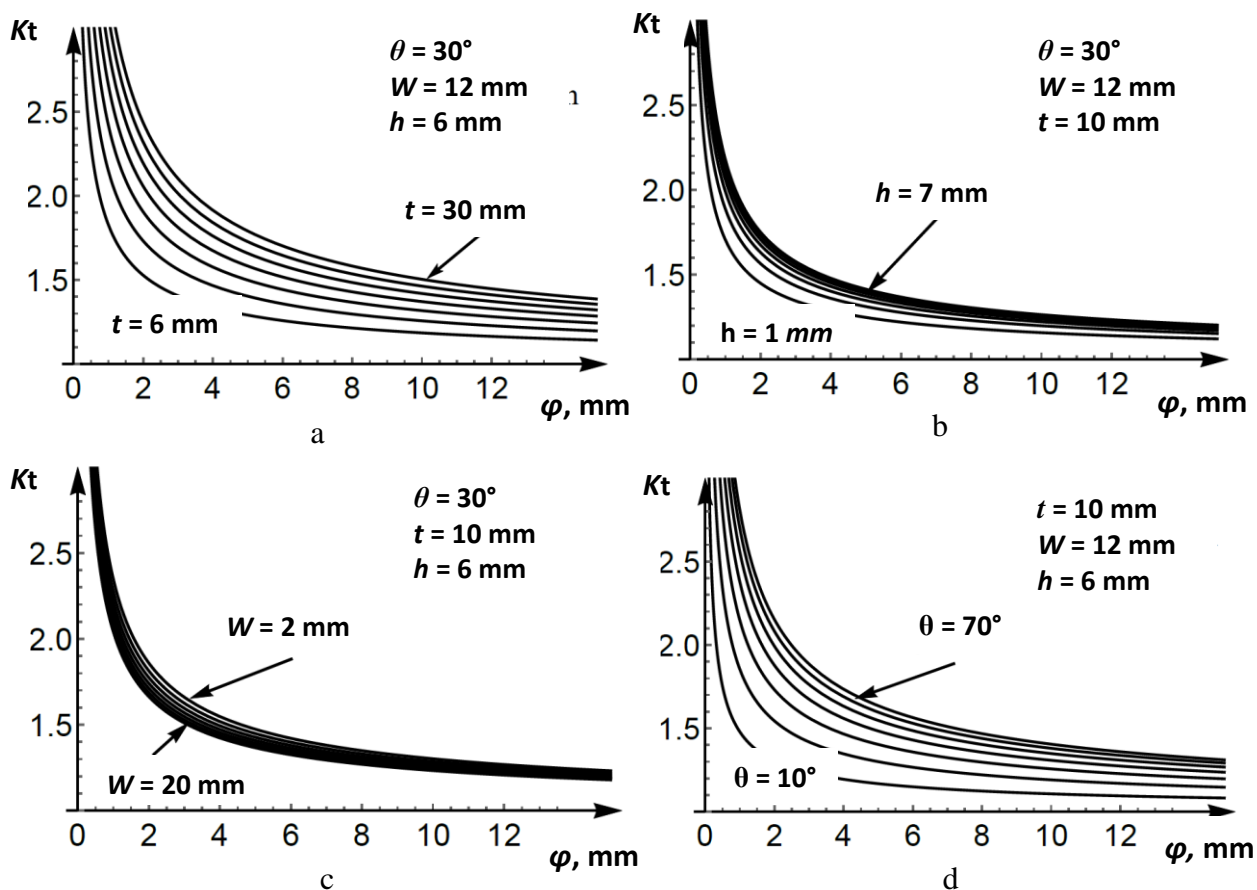 Kt
θ = 30°
W = 12 mm
h = 6 mm
2.5
2.0
1.5
t = 30 mm
t = 6 mm
0 2 4 6 8 10 12
φ, mm
a
Kt
θ = 30°
W = 12 mm
t = 10 mm
2.5
2.0
1.5
h = 7 mm
h = 1 mm
0 2 4 6 8 10 12
φ, mm
b
Kt
θ = 30°
t = 10 mm
h = 6 mm
2.5
2.0
1.5
W = 2 mm
W = 20 mm
0 2 4 6 8 10 12
φ, mm
c
Kt
t = 10 mm
W = 12 mm
h = 6 mm
2.5
2.0
1.5
θ = 70°
θ = 10°
0 2 4 6 8 10 12
φ, mm
d